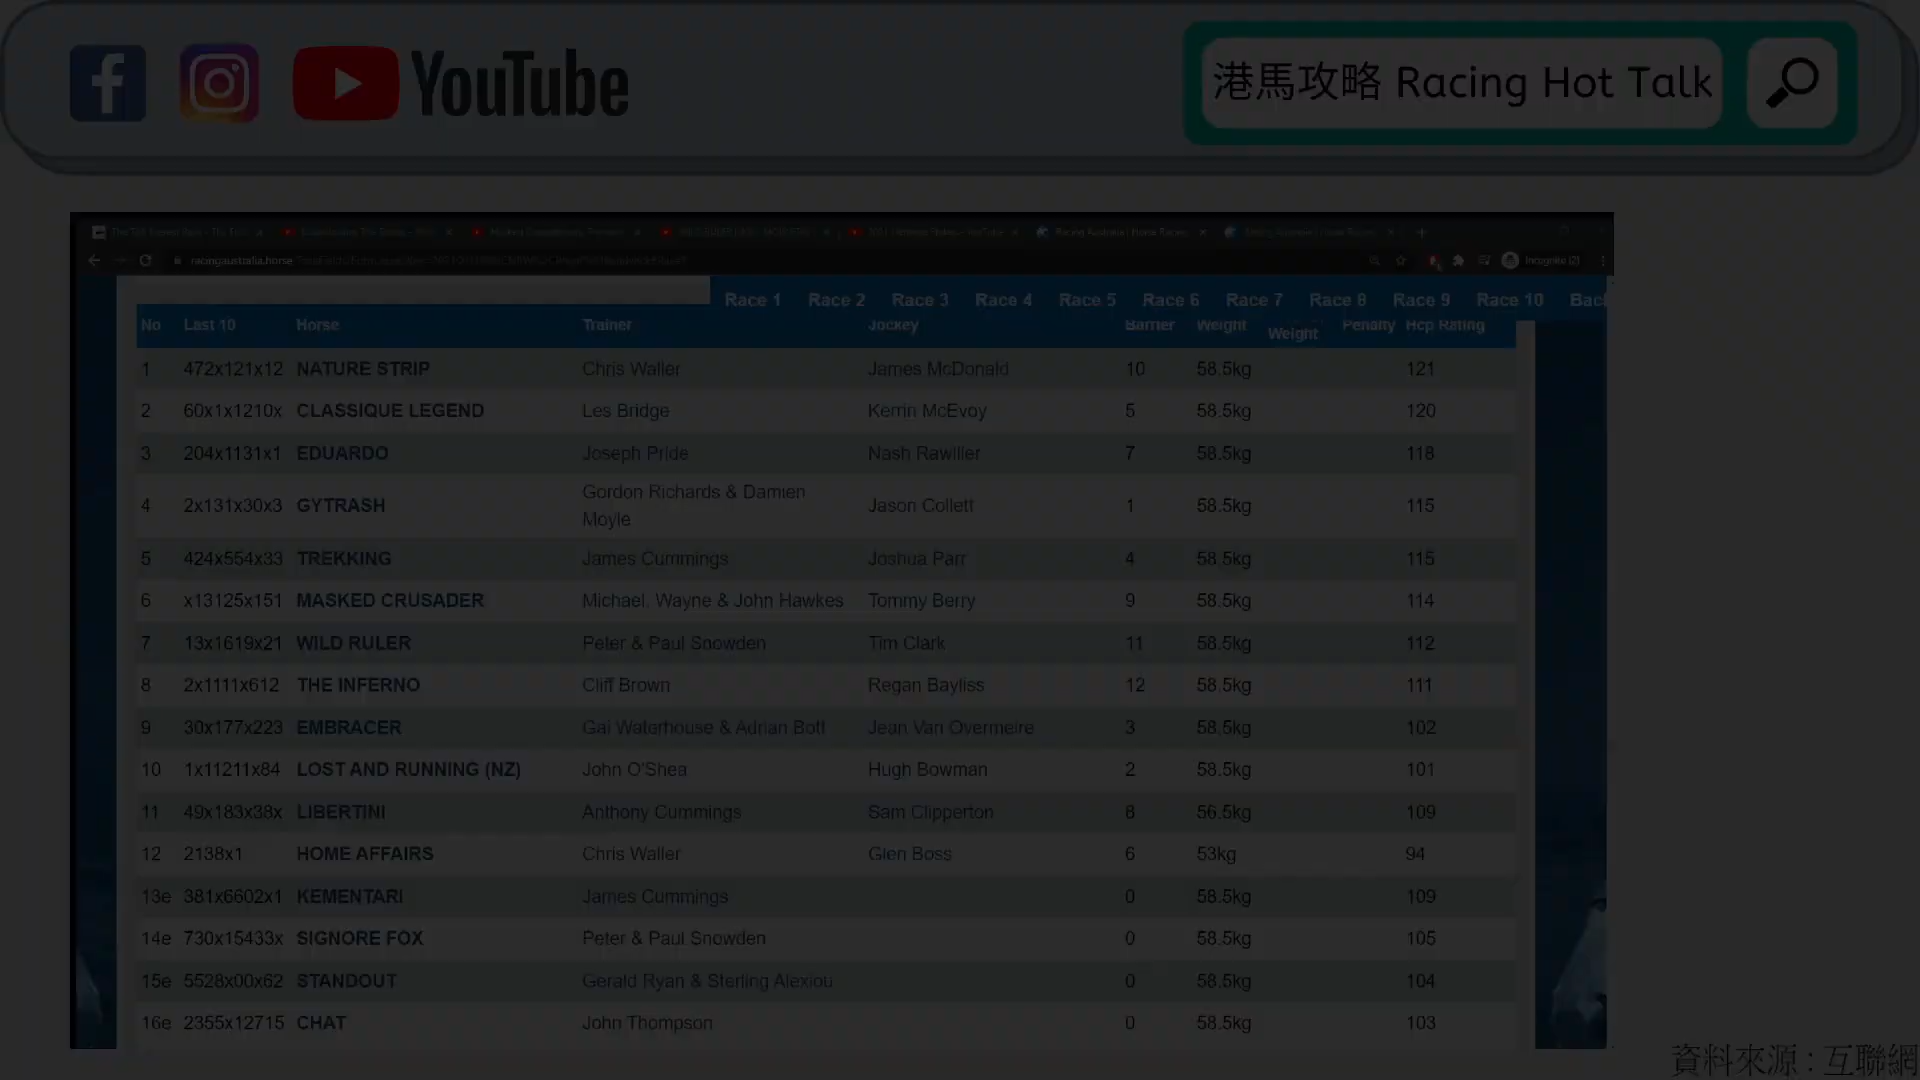 f YouTube 港馬攻略 Racing Hot Talk
racingaustralia.horse
Incognito (2)
Race 1 Race 2 Race 3 Race 4 Race 5 Race 6 Race 7 Race 8 Race 9 Race 10
No Last 10 Horse Trainer Jockey Barrier Weight Weight Penalty Hcp Rating
1 472x121x12 NATURE STRIP Chris Waller James McDonald 10 58.5kg 121
2 60x1x1210x CLASSIQUE LEGEND Les Bridge Kerrin McEvoy 5 58.5kg 120
3 204x1131x1 EDUARDO Joseph Pride Nash Rawiller 7 58.5kg 118
4 2x131x30x3 GYTRASH Gordon Richards & Damien Moyle Jason Collett 1 58.5kg 115
5 424x554x33 TREKKING James Cummings Joshua Parr 4 58.5kg 115
6 x13125x151 MASKED CRUSADER Michael, Wayne & John Hawkes Tommy Berry 9 58.5kg 114
7 13x1619x21 WILD RULER Peter & Paul Snowden Tim Clark 11 58.5kg 112
8 2x1111x612 THE INFERNO Cliff Brown Regan Bayliss 12 58.5kg 111
9 30x177x223 EMBRACER Gai Waterhouse & Adrian Bott Jean Van Overmeire 3 58.5kg 102
10 1x11211x84 LOST AND RUNNING (NZ) John O'Shea Hugh Bowman 2 58.5kg 101
11 49x183x38x LIBERTINI Anthony Cummings Sam Clipperton 8 56.5kg 109
12 2138x1 HOME AFFAIRS Chris Waller Glen Boss 6 53kg 94
13e 381x6602x1 KEMENTARI James Cummings 0 58.5kg 109
14e 730x15433x SIGNORE FOX Peter & Paul Snowden 0 58.5kg 105
15e 5528x00x62 STANDOUT Gerald Ryan & Sterling Alexiou 0 58.5kg 104
16e 2355x12715 CHAT John Thompson 0 58.5kg 103
資料來源 : 互聯網